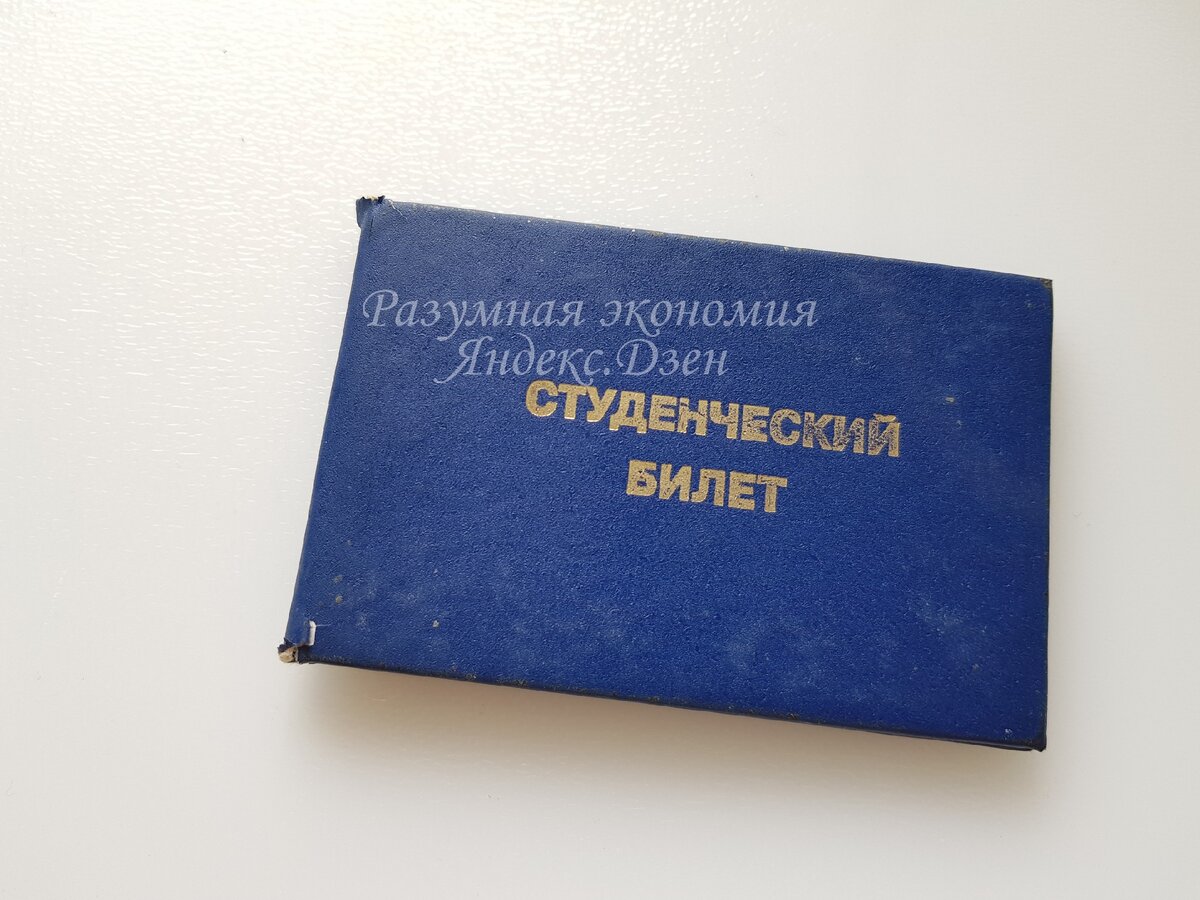 Разумная экономия
Яндекс.Дзен
СТУДЕНЧЕСКИЙ
БИЛЕТ